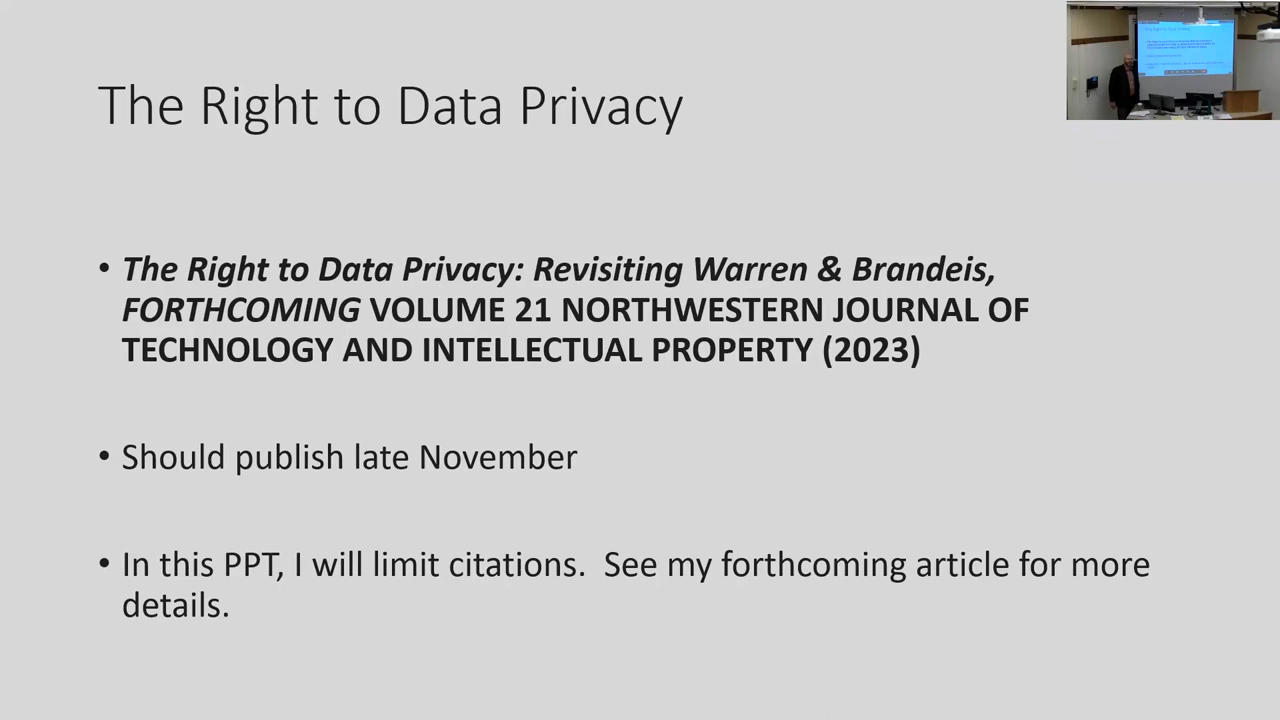 The Right to Data Privacy
• The Right to Data Privacy: Revisiting Warren & Brandeis,
FORTHCOMING VOLUME 21 NORTHWESTERN JOURNAL OF
TECHNOLOGY AND INTELLECTUAL PROPERTY (2023)
• Should publish late November
• In this PPT, I will limit citations.  See my forthcoming article for more
details.